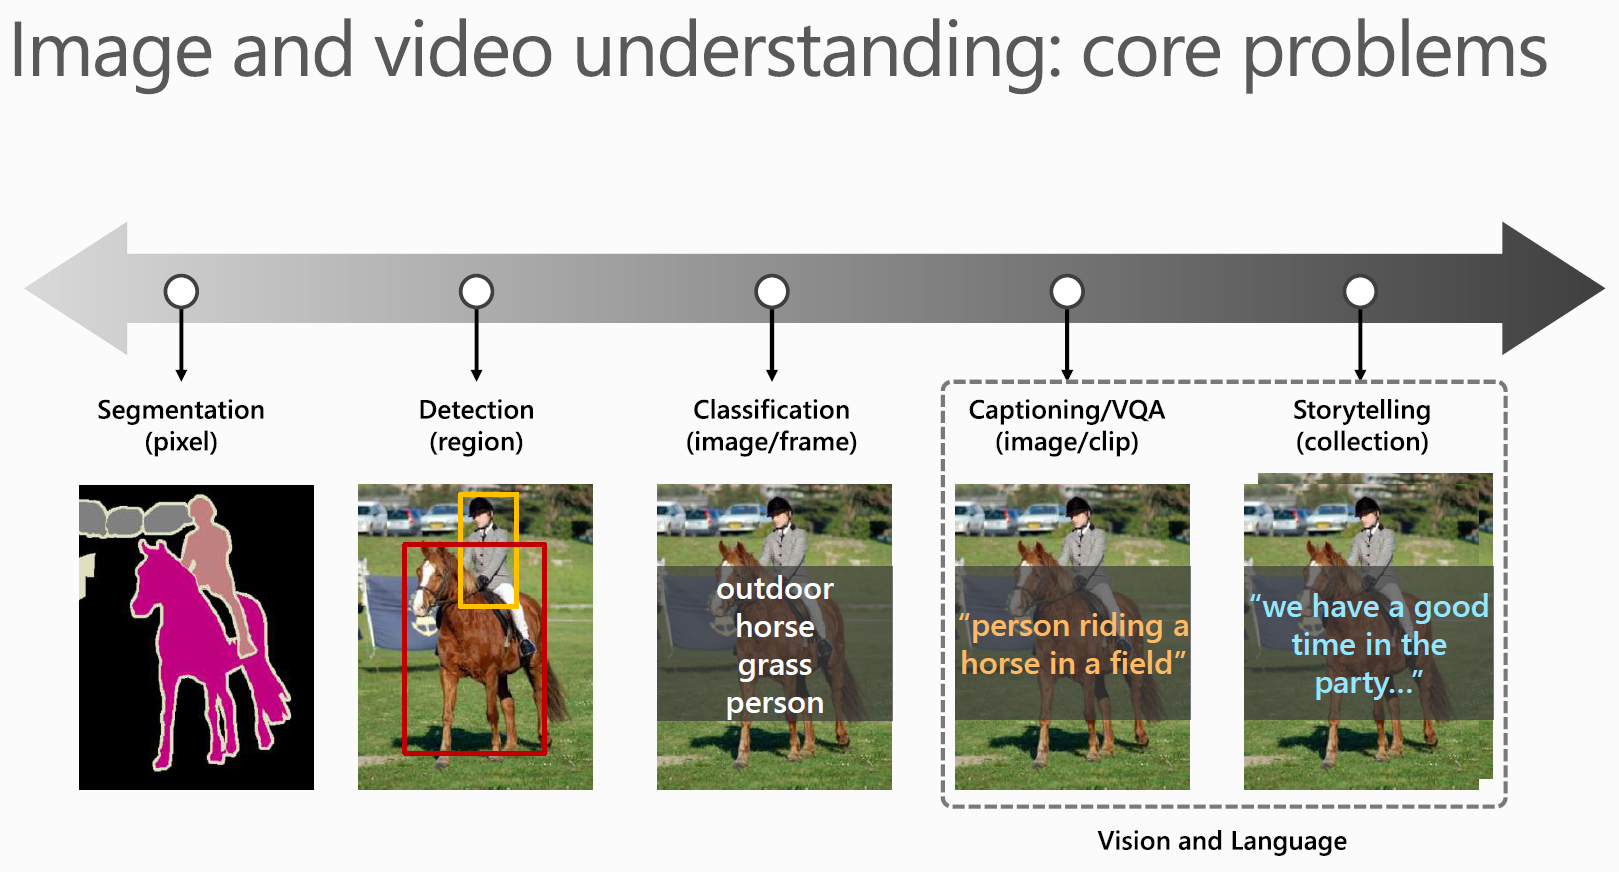 Image and video understanding: core problems
Segmentation
(pixel)
Detection
(region)
Classification
(image/frame)
Captioning/VQA
(image/clip)
Storytelling
(collection)
outdoor
horse
grass
person
“person riding a
horse in a field”
“we have a good
time in the
party...”
Vision and Language